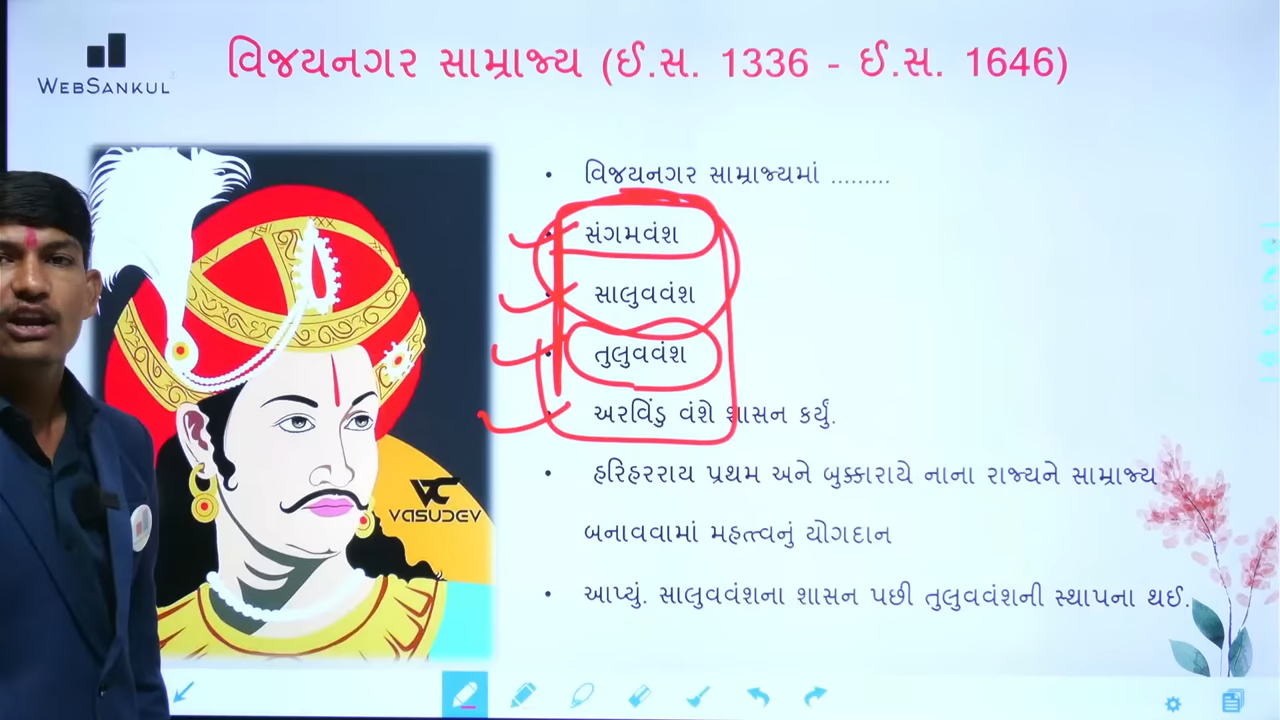 WEBSANKUL
વિજયનગર સામ્રાજ્ય (ઈ.સ. 1336 - ઈ.સ. 1646)
• વિજયનગર સામ્રાજ્યમાં .........
• સંગમવંશ
• સાલુવવંશ
• તુલુવવંશ
• અરવિંડુ વંશે શાસન કર્યું.
• હરિહરરાય પ્રથમ અને બુક્કારાયે નાના રાજ્યને સામ્રાજ્ય
બનાવવામાં મહત્ત્વનું યોગદાન
• આપ્યું. સાલુવવંશના શાસન પછી તુલુવવંશની સ્થાપના થઈ.
VASUDEV